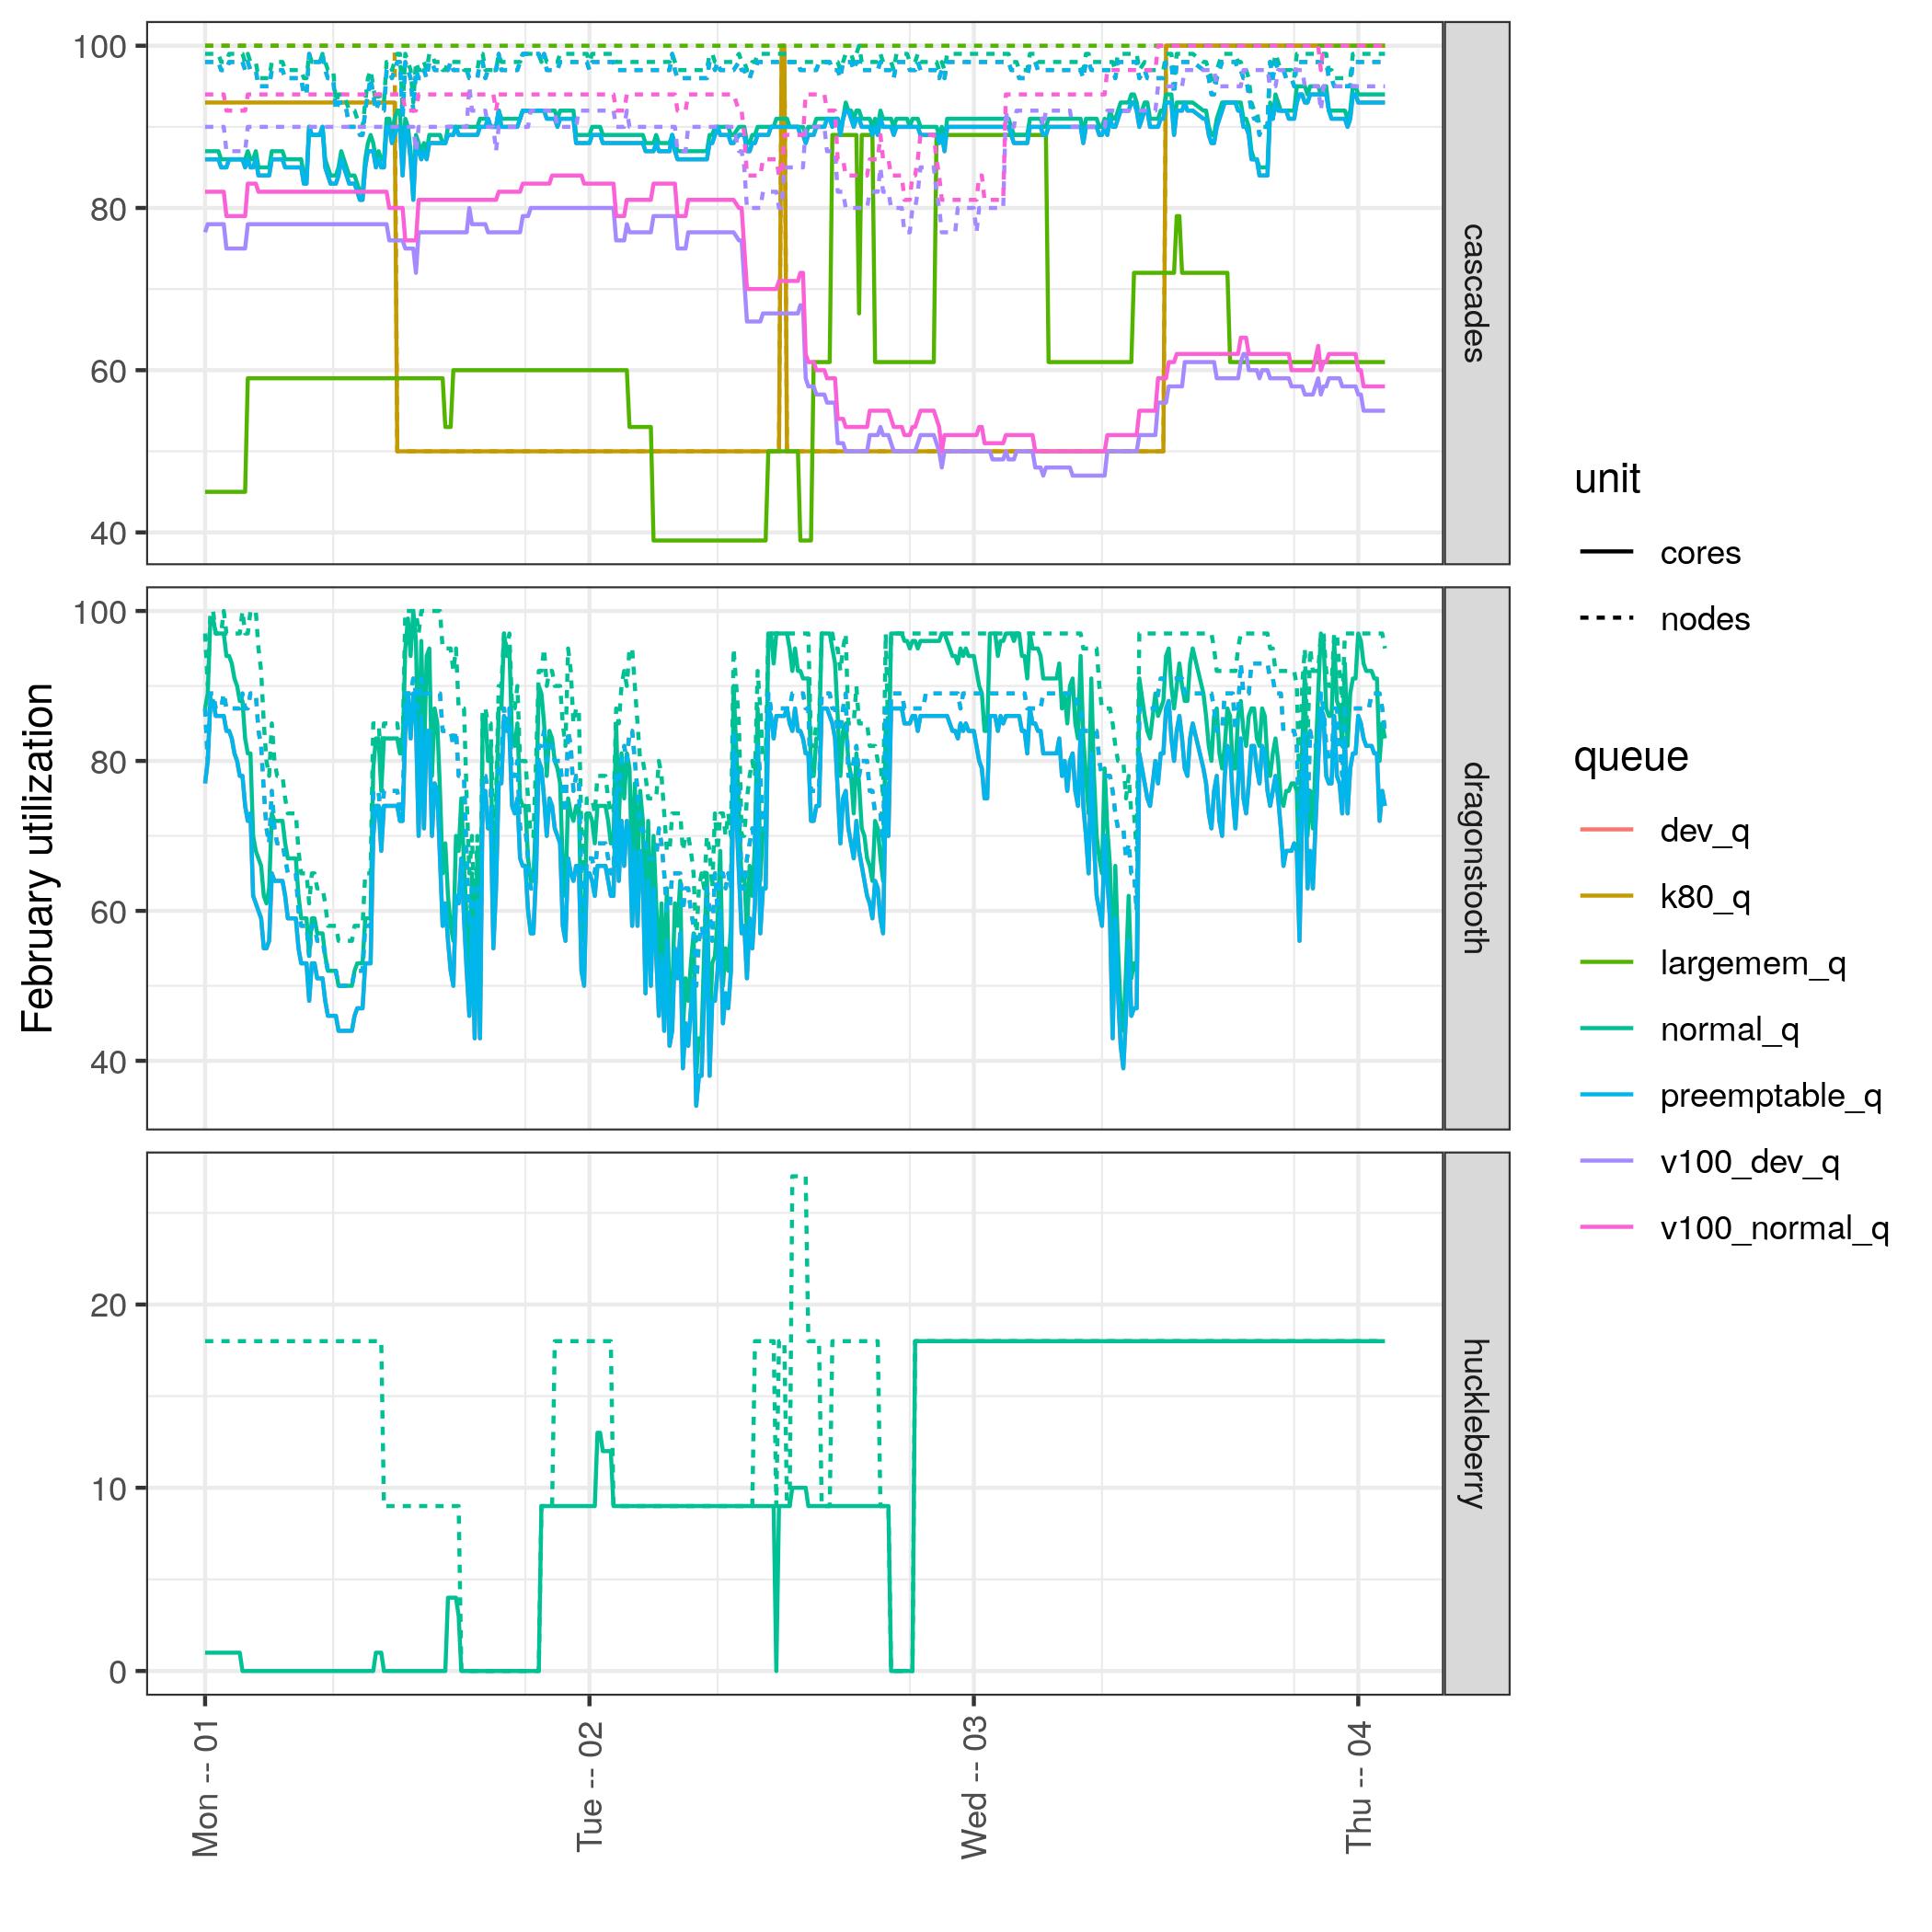 February utilization
100
80
60
40
cascades
100
80
60
40
dragonstooth
20
10
0
huckleberry
Mon -- 01
Tue -- 02
Wed -- 03
Thu -- 04
unit
cores
nodes
queue
dev_q
k80_q
largemem_q
normal_q
preemptable_q
v100_dev_q
v100_normal_q